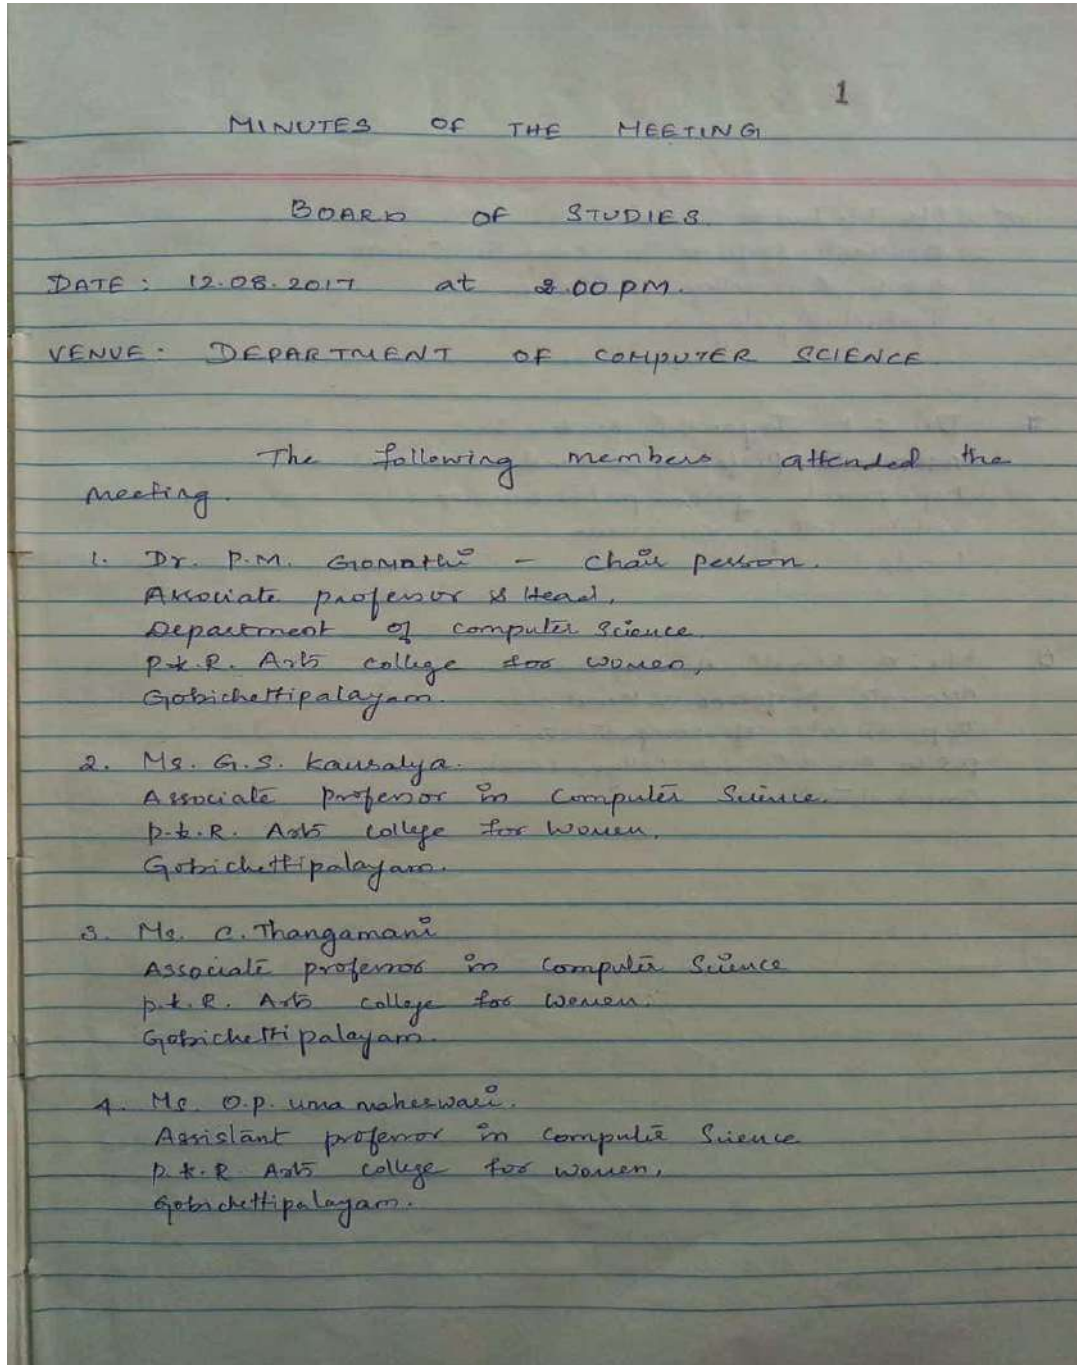 1
MINUTES OF THE MEETING
BOARD OF STUDIES
DATE: 12.08.2017 at 2.00 PM.
VENUE: DEPARTMENT OF COMPUTER SCIENCE
The following members attended the
meeting.
1. Dr. P.M. Gomathi - Chair person.
Associate professor & Head,
Department of computer science
P.K.R. Arts college for women,
Gobichettipalayam.
2. Ms. G.S. Kausalya.
Associate professor in Computer Science.
P.K.R. Arts college for Women,
Gobichettipalayam.
3. Ms. C. Thangamani
Associate professor in Computer Science
P.K.R. Arts college for Women.
Gobichettipalayam.
4. Ms. O.P. Uma maheswari.
Assistant professor in Computer Science
P.K.R Arts college for women,
Gobichettipalayam.